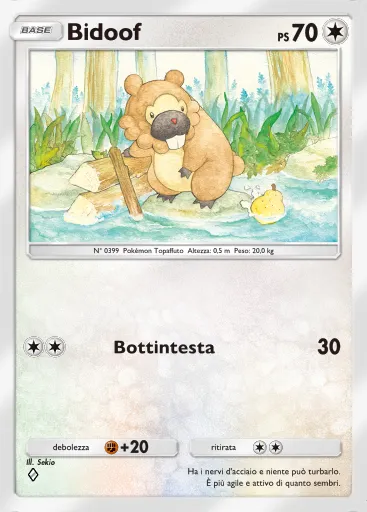 BASE Bidoof PS 70
N° 0399 Pokémon Topaffuto Altezza: 0,5 m Peso: 20,0 kg
Bottintesta 30
debolezza +20 ritirata
Ill. Sekio
Ha i nervi d'acciaio e niente può turbarlo.
È più agile e attivo di quanto sembri.